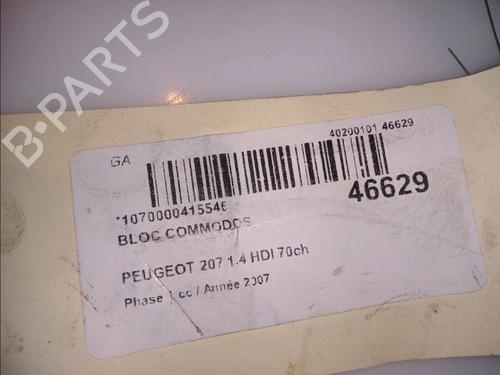 B-PARTS
GA
40200101 46629
*1070000415546
46629
BLOC COMMODOS
PEUGEOT 207 1.4 HDI 70ch
Phase 1 cc / Année 2007